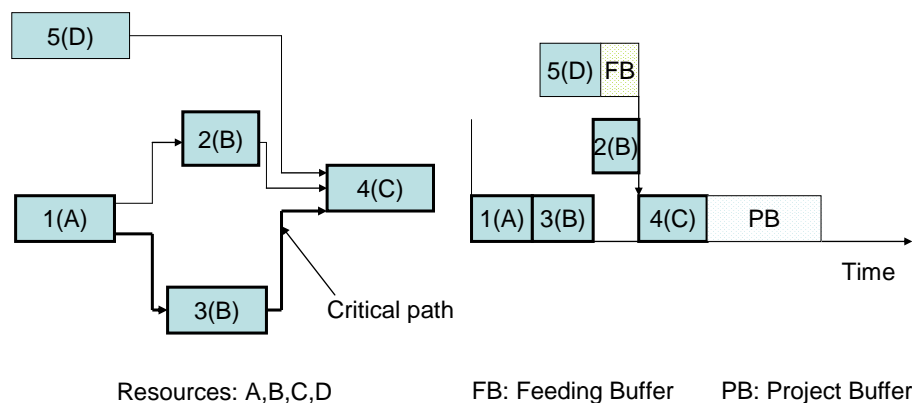 5(D)
2(B)
1(A)
4(C)
3(B)
Critical path
5(D) FB
2(B)
1(A) 3(B) 4(C) PB
Time
Resources: A,B,C,D FB: Feeding Buffer PB: Project Buffer